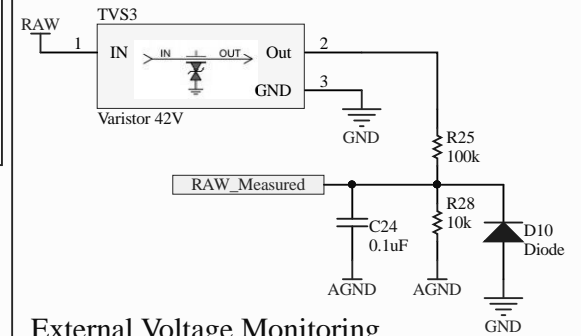 TVS3
RAW
1
IN
IN
OUT
Out
2
GND
3
Varistor 42V
GND
R25
100k
RAW_Measured
R28
10k
C24
0.1uF
D10
Diode
AGND
AGND
GND
External Voltage Monitoring